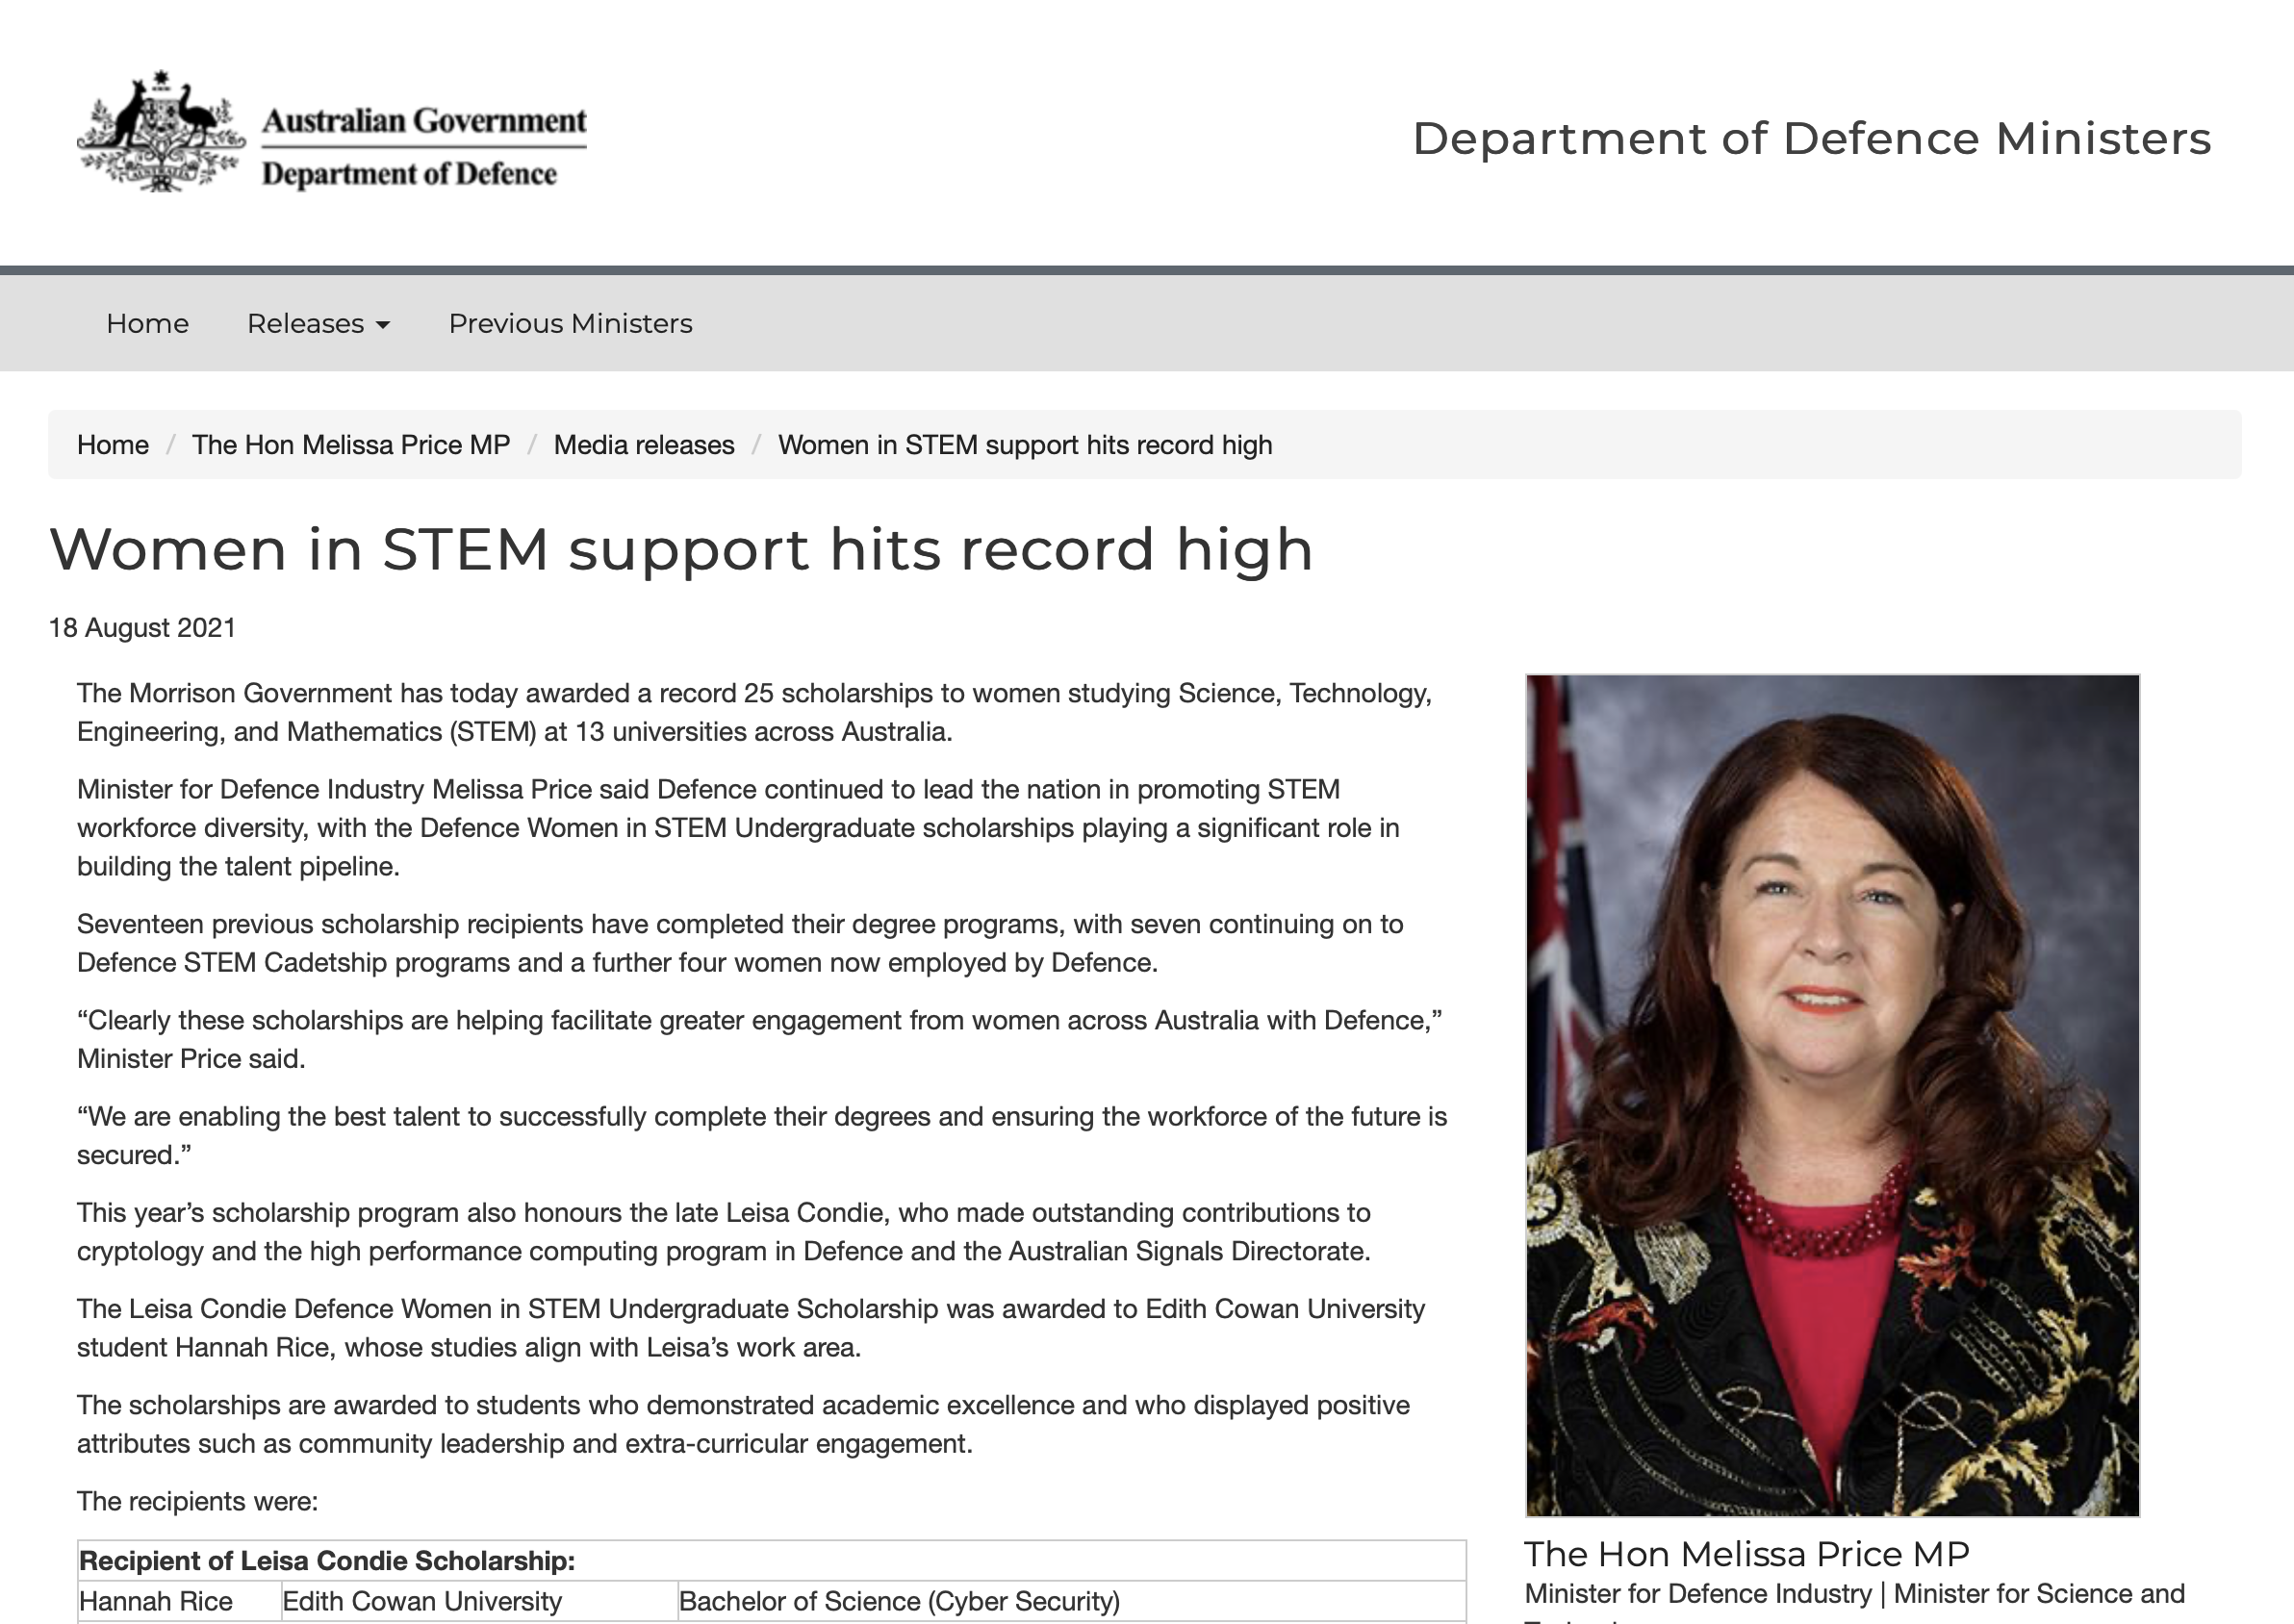 Australian Government
Department of Defence
Department of Defence Ministers
Home Releases Previous Ministers
Home / The Hon Melissa Price MP / Media releases / Women in STEM support hits record high
Women in STEM support hits record high
18 August 2021
The Morrison Government has today awarded a record 25 scholarships to women studying Science, Technology,
Engineering, and Mathematics (STEM) at 13 universities across Australia.
Minister for Defence Industry Melissa Price said Defence continued to lead the nation in promoting STEM
workforce diversity, with the Defence Women in STEM Undergraduate scholarships playing a significant role in
building the talent pipeline.
Seventeen previous scholarship recipients have completed their degree programs, with seven continuing on to
Defence STEM Cadetship programs and a further four women now employed by Defence.
“Clearly these scholarships are helping facilitate greater engagement from women across Australia with Defence,”
Minister Price said.
“We are enabling the best talent to successfully complete their degrees and ensuring the workforce of the future is
secured.”
This year’s scholarship program also honours the late Leisa Condie, who made outstanding contributions to
cryptology and the high performance computing program in Defence and the Australian Signals Directorate.
The Leisa Condie Defence Women in STEM Undergraduate Scholarship was awarded to Edith Cowan University
student Hannah Rice, whose studies align with Leisa’s work area.
The scholarships are awarded to students who demonstrated academic excellence and who displayed positive
attributes such as community leadership and extra-curricular engagement.
The recipients were:
Recipient of Leisa Condie Scholarship:
Hannah Rice Edith Cowan University Bachelor of Science (Cyber Security)
The Hon Melissa Price MP
Minister for Defence Industry | Minister for Science and